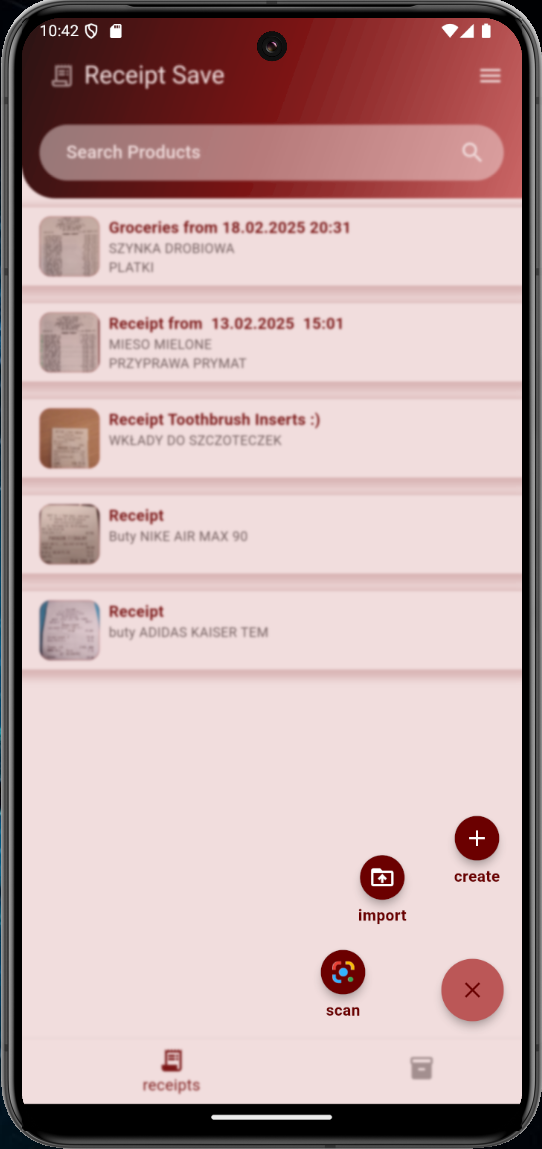 10:42
Receipt Save
Search Products
Groceries from 18.02.2025 20:31
SZYNKA DROBIOWA
PLATKI
Receipt from 13.02.2025 15:01
MIESO MIELONE
PRZYPRAWA PRYMAT
Receipt Toothbrush Inserts :)
WKŁADY DO SZCZOTECZEK
Receipt
Buty NIKE AIR MAX 90
Receipt
buty ADIDAS KAISER TEM
create
import
scan
receipts